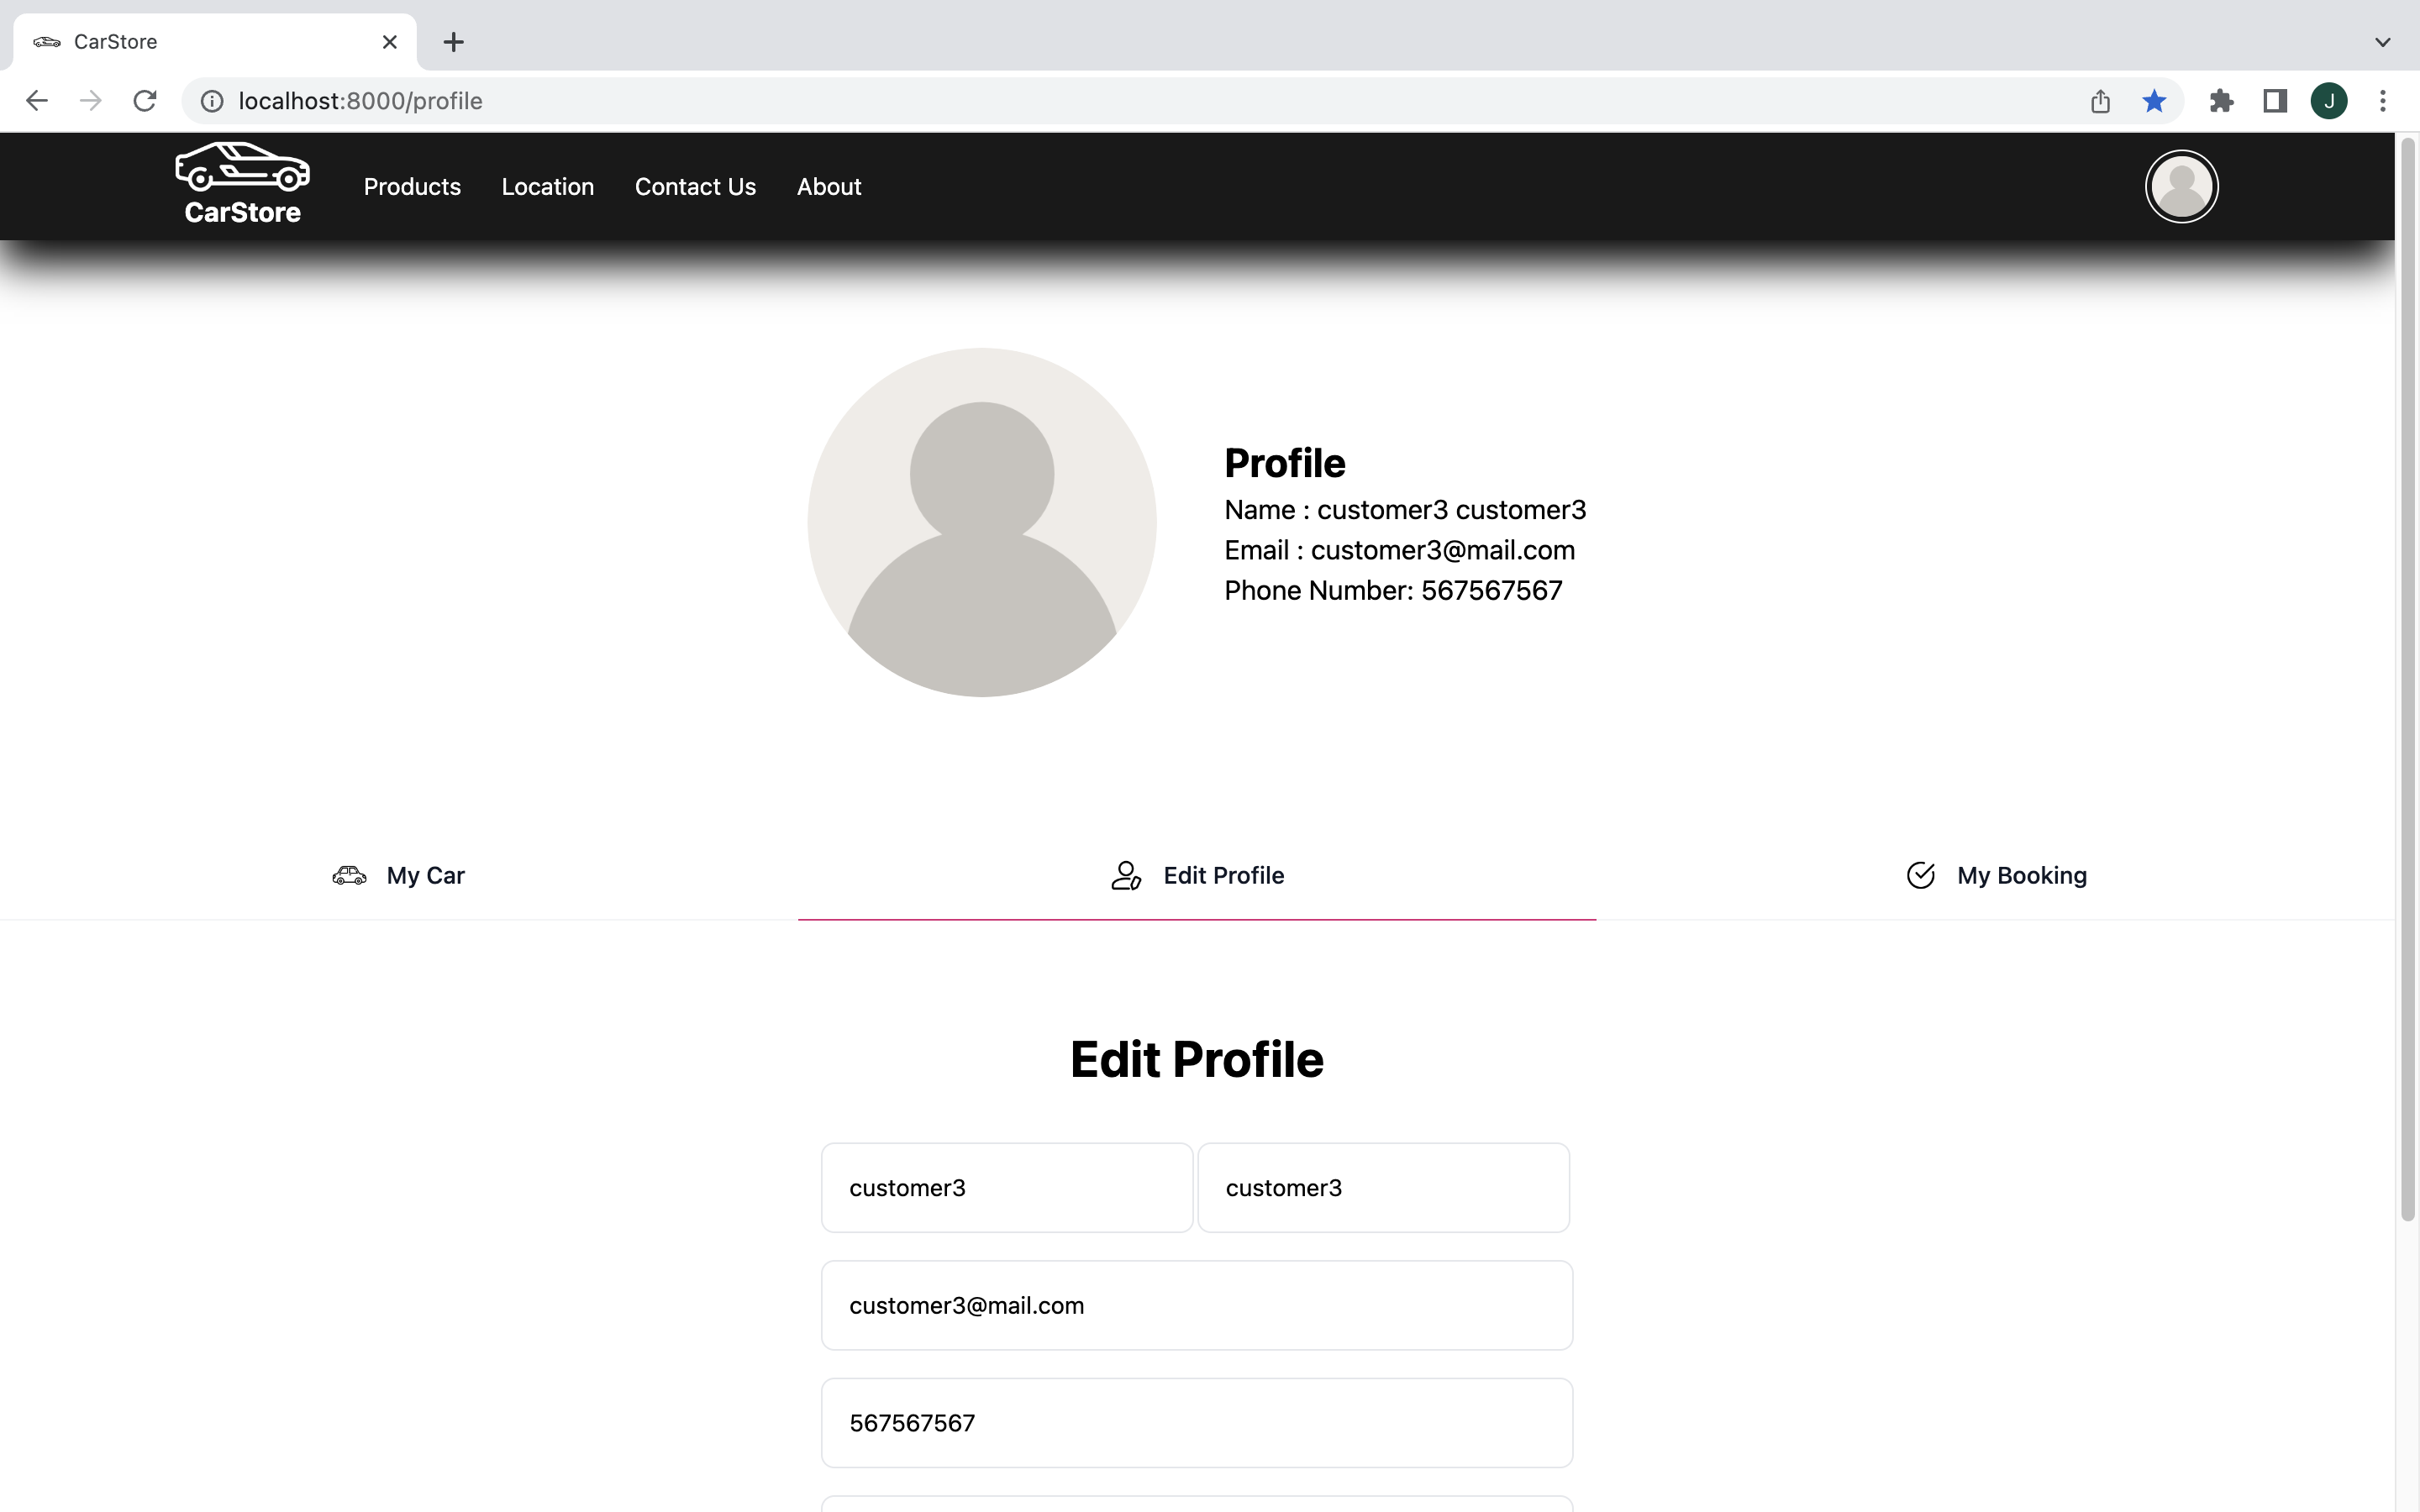 CarStore
localhost:8000/profile
J
CarStore
Products Location Contact Us About
Profile
Name : customer3 customer3
Email : customer3@mail.com
Phone Number: 567567567
My Car Edit Profile My Booking
Edit Profile
customer3 customer3
customer3@mail.com
567567567